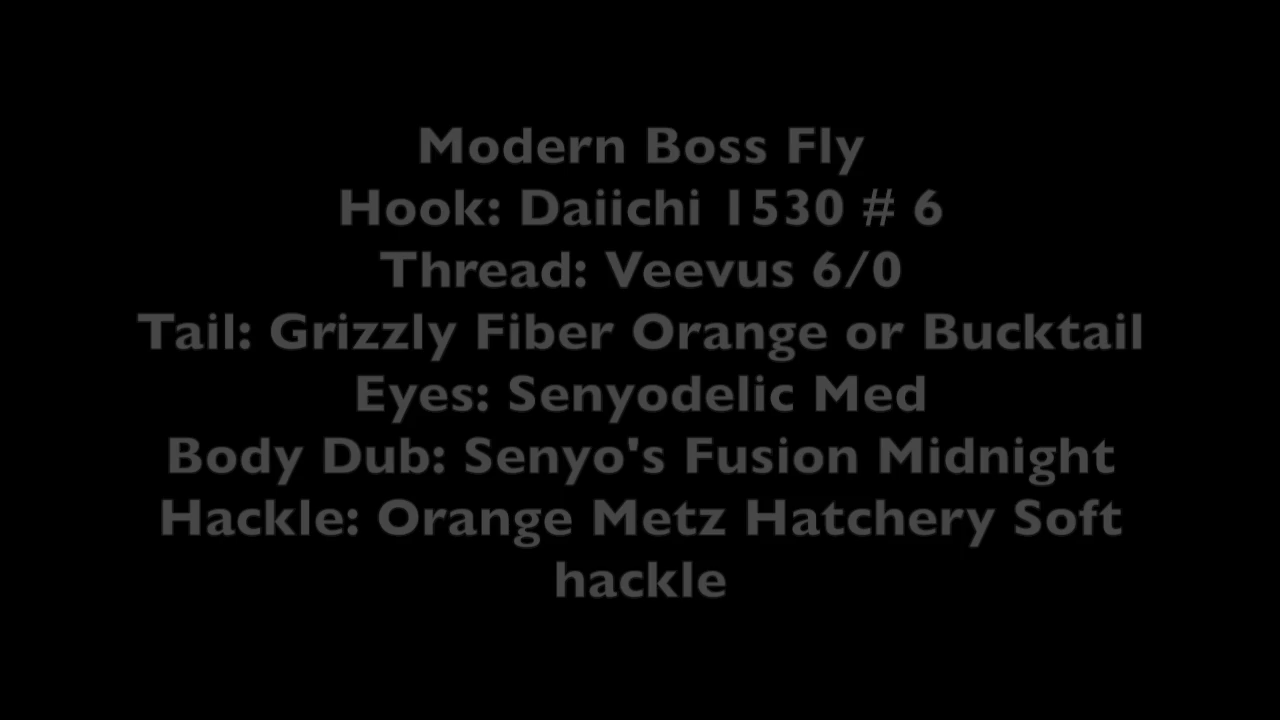 Modern Boss Fly
Hook: Daiichi 1530 # 6
Thread: Veevus 6/0
Tail: Grizzly Fiber Orange or Bucktail
Eyes: Senyodelic Med
Body Dub: Senyo's Fusion Midnight
Hackle: Orange Metz Hatchery Soft
hackle